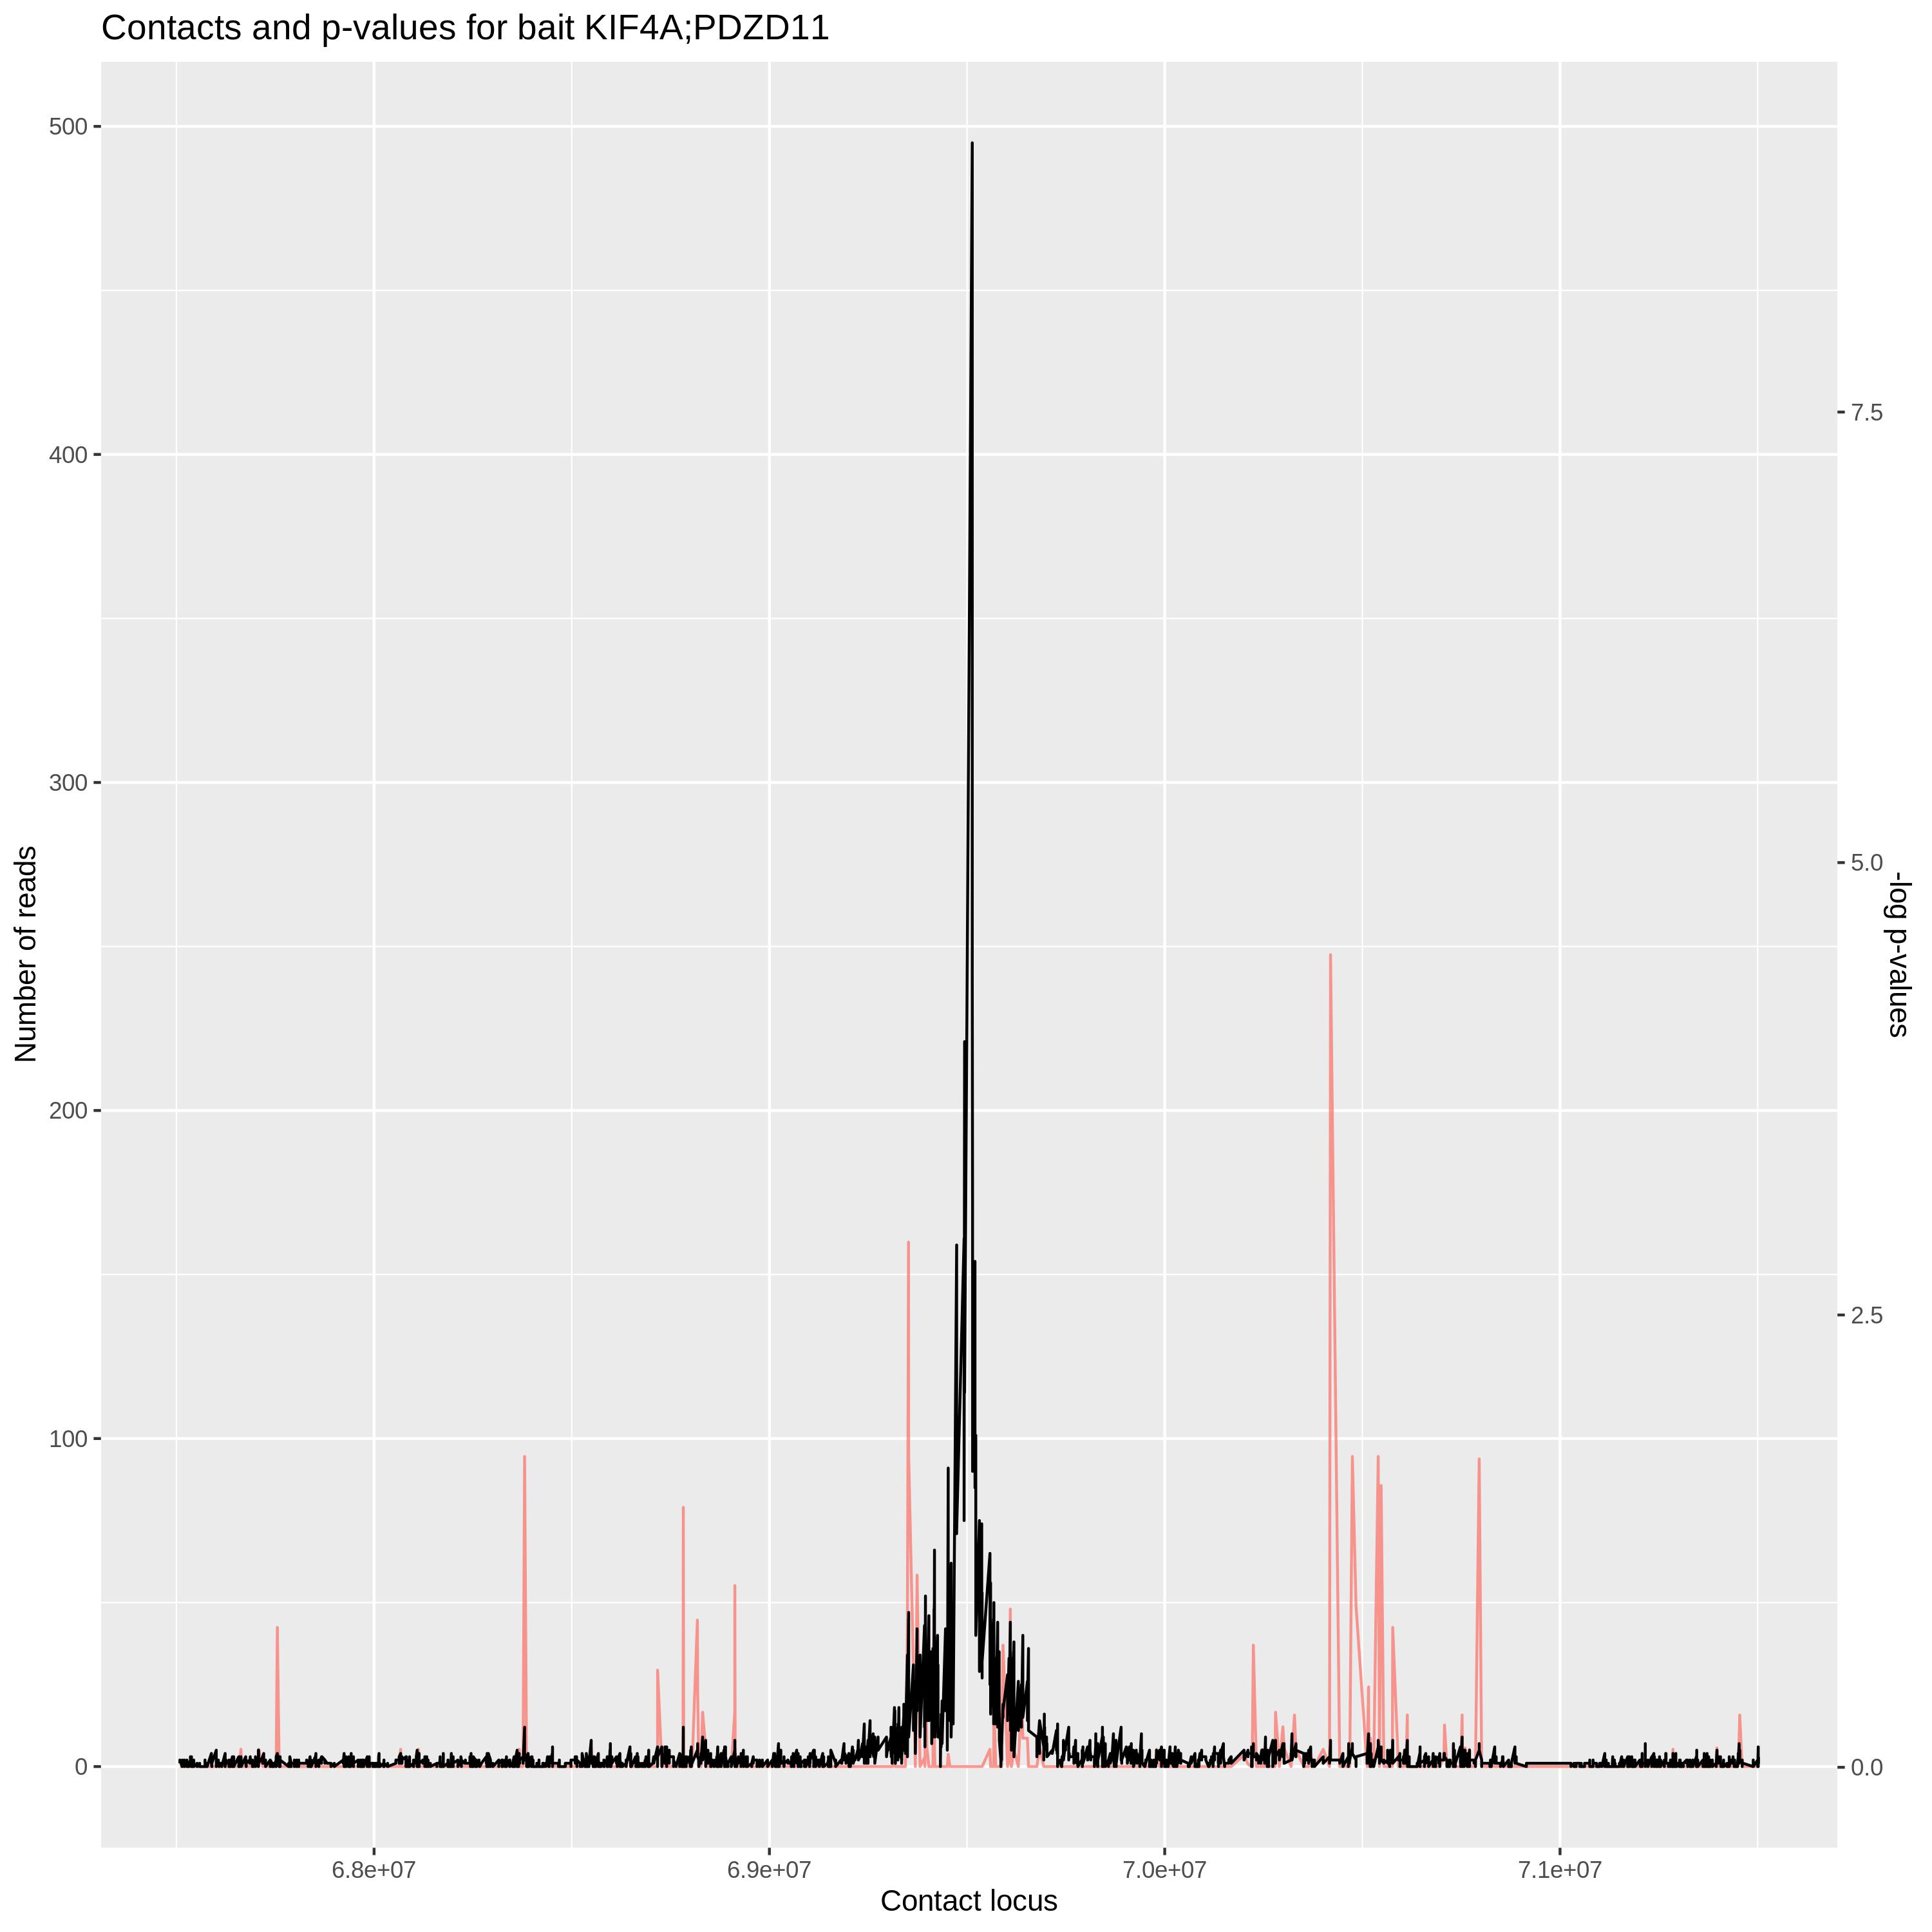 Contacts and p-values for bait KIF4A;PDZD11
500
400
300
200
100
0
Number of reads
7.5
5.0
2.5
0.0
-log p-values
6.8e+07
6.9e+07
7.0e+07
7.1e+07
Contact locus